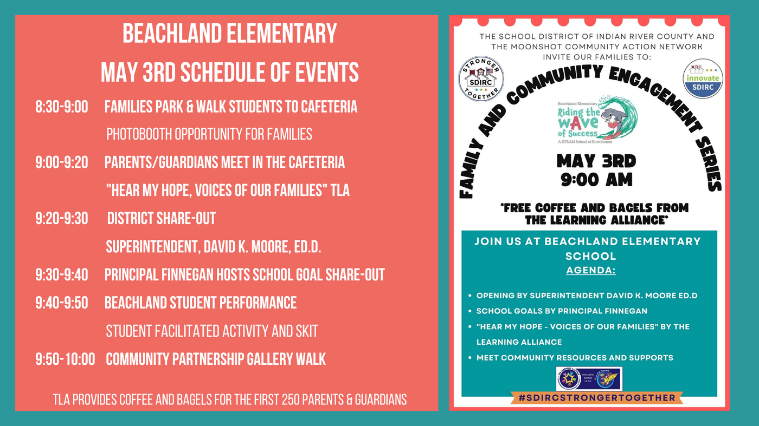 BEACHLAND ELEMENTARY
MAY 3RD SCHEDULE OF EVENTS
8:30-9:00 FAMILIES PARK & WALK STUDENTS TO CAFETERIA
PHOTOBOOTH OPPORTUNITY FOR FAMILIES
9:00-9:20 PARENTS/GUARDIANS MEET IN THE CAFETERIA
"HEAR MY HOPE, VOICES OF OUR FAMILIES" TLA
9:20-9:30 DISTRICT SHARE-OUT
SUPERINTENDENT, DAVID K. MOORE, ED.D.
9:30-9:40 PRINCIPAL FINNEGAN HOSTS SCHOOL GOAL SHARE-OUT
9:40-9:50 BEACHLAND STUDENT PERFORMANCE
STUDENT FACILITATED ACTIVITY AND SKIT
9:50-10:00 COMMUNITY PARTNERSHIP GALLERY WALK
TLA PROVIDES COFFEE AND BAGELS FOR THE FIRST 250 PARENTS & GUARDIANS
THE SCHOOL DISTRICT OF INDIAN RIVER COUNTY AND
THE MOONSHOT COMMUNITY ACTION NETWORK
INVITE OUR FAMILIES TO:
STRONGER
SDIRC
TOGETHER
innovate
SDIRC
FAMILY AND COMMUNITY ENGAGEMENT SERIES
Beachland Elementary
Riding the
wAve
of Success
MAY 3RD
9:00 AM
*FREE COFFEE AND BAGELS FROM
THE LEARNING ALLIANCE*
JOIN US AT BEACHLAND ELEMENTARY
SCHOOL
AGENDA:
• OPENING BY SUPERINTENDENT DAVID K. MOORE ED.D
• SCHOOL GOALS BY PRINCIPAL FINNEGAN
• "HEAR MY HOPE - VOICES OF OUR FAMILIES" BY THE
LEARNING ALLIANCE
• MEET COMMUNITY RESOURCES AND SUPPORTS
#SDIRCSTRONGERTOGETHER